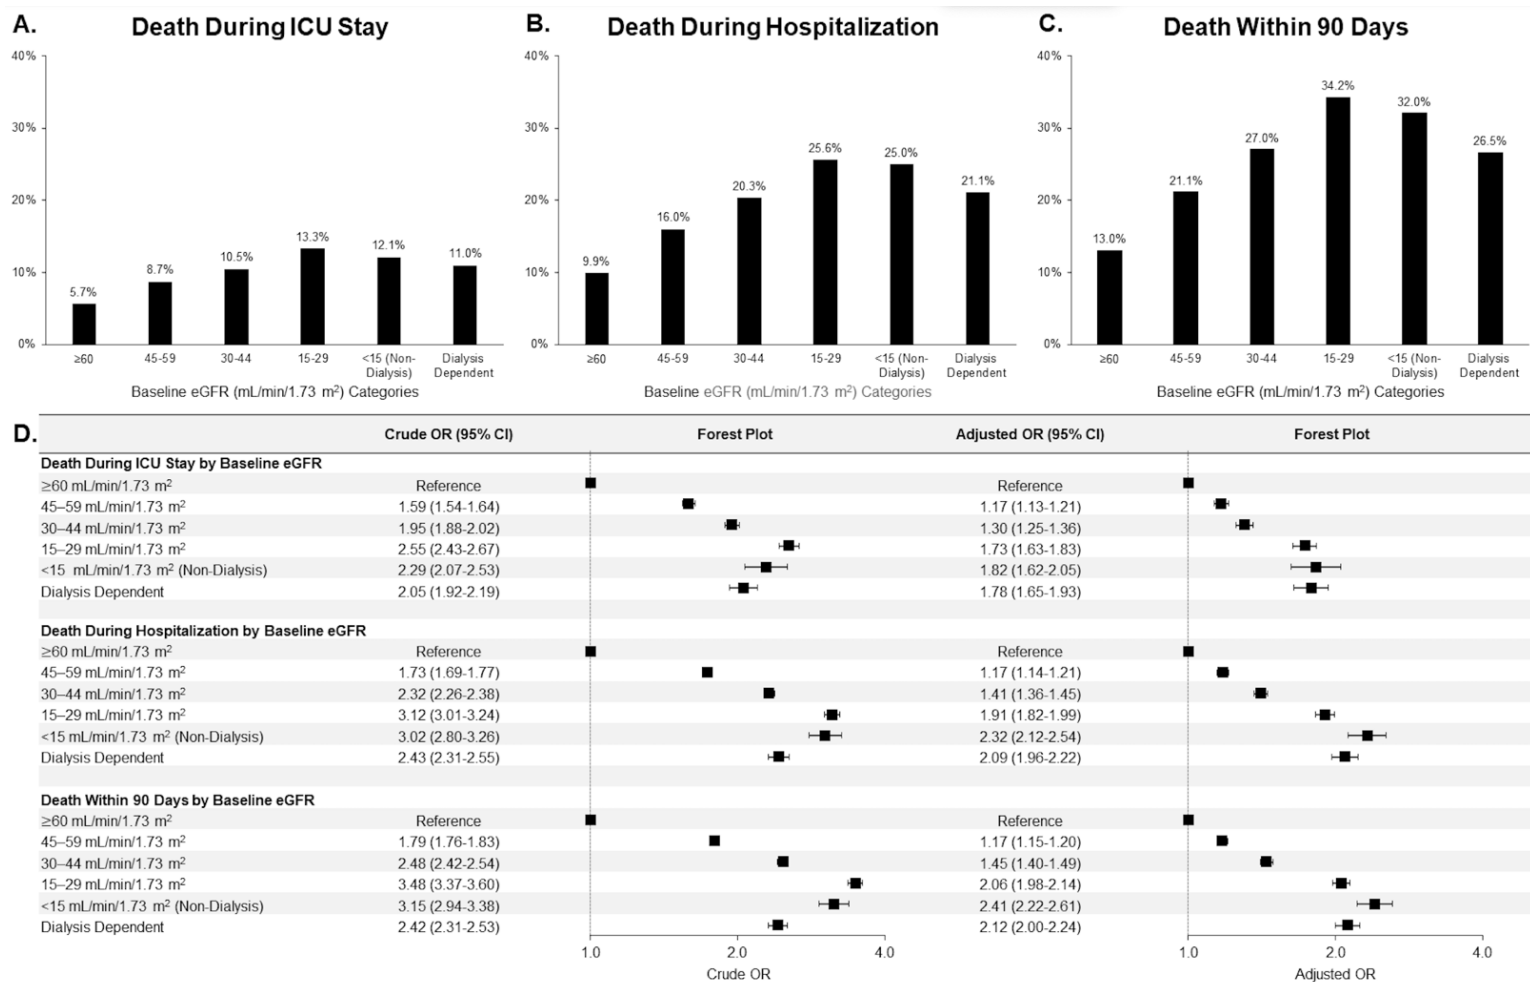 A. Death During ICU Stay
40%
30%
20%
10%
0%
5.7%
8.7%
10.5%
13.3%
12.1%
11.0%
≥60 45-59 30-44 15-29 <15 (Non- Dialysis
Dialysis) Dependent
Baseline eGFR (mL/min/1.73 m²) Categories
B. Death During Hospitalization
40%
30%
20%
10%
0%
9.9%
16.0%
20.3%
25.6%
25.0%
21.1%
≥60 45-59 30-44 15-29 <15 (Non- Dialysis
Dialysis) Dependent
Baseline eGFR (mL/min/1.73 m²) Categories
C. Death Within 90 Days
40%
30%
20%
10%
0%
13.0%
21.1%
27.0%
34.2%
32.0%
26.5%
≥60 45-59 30-44 15-29 <15 (Non- Dialysis
Dialysis) Dependent
Baseline eGFR (mL/min/1.73 m²) Categories
D. Crude OR (95% CI) Forest Plot Adjusted OR (95% CI) Forest Plot
Death During ICU Stay by Baseline eGFR
≥60 mL/min/1.73 m² Reference Reference
45–59 mL/min/1.73 m² 1.59 (1.54-1.64) 1.17 (1.13-1.21)
30–44 mL/min/1.73 m² 1.95 (1.88-2.02) 1.30 (1.25-1.36)
15–29 mL/min/1.73 m² 2.55 (2.43-2.67) 1.73 (1.63-1.83)
<15 mL/min/1.73 m² (Non-Dialysis) 2.29 (2.07-2.53) 1.82 (1.62-2.05)
Dialysis Dependent 2.05 (1.92-2.19) 1.78 (1.65-1.93)
Death During Hospitalization by Baseline eGFR
≥60 mL/min/1.73 m² Reference Reference
45–59 mL/min/1.73 m² 1.73 (1.69-1.77) 1.17 (1.14-1.21)
30–44 mL/min/1.73 m² 2.32 (2.26-2.38) 1.41 (1.36-1.45)
15–29 mL/min/1.73 m² 3.12 (3.01-3.24) 1.91 (1.82-1.99)
<15 mL/min/1.73 m² (Non-Dialysis) 3.02 (2.80-3.26) 2.32 (2.12-2.54)
Dialysis Dependent 2.43 (2.31-2.55) 2.09 (1.96-2.22)
Death Within 90 Days by Baseline eGFR
≥60 mL/min/1.73 m² Reference Reference
45–59 mL/min/1.73 m² 1.79 (1.76-1.83) 1.17 (1.15-1.20)
30–44 mL/min/1.73 m² 2.48 (2.42-2.54) 1.45 (1.40-1.49)
15–29 mL/min/1.73 m² 3.48 (3.37-3.60) 2.06 (1.98-2.14)
<15 mL/min/1.73 m² (Non-Dialysis) 3.15 (2.94-3.38) 2.41 (2.22-2.61)
Dialysis Dependent 2.42 (2.31-2.53) 2.12 (2.00-2.24)
1.0 2.0 4.0 1.0 2.0 4.0
Crude OR Adjusted OR